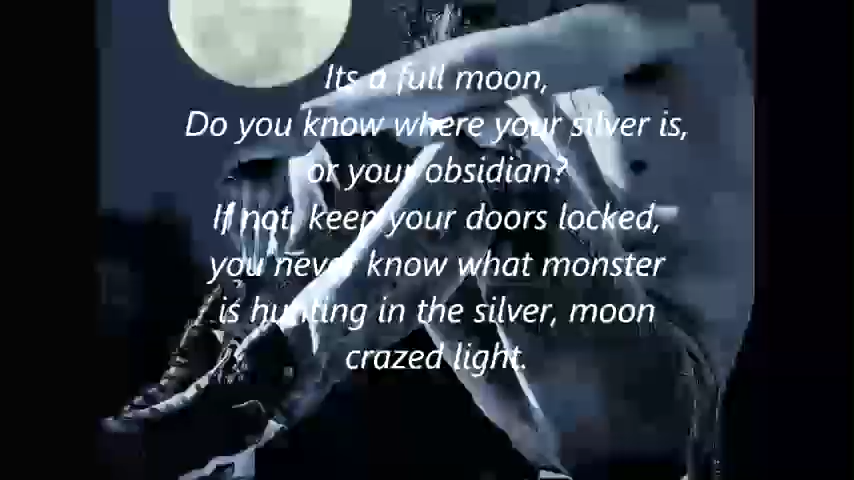 Its a full moon,
Do you know where your silver is,
or your obsidian?
If not, keep your doors locked,
you never know what monster
is hunting in the silver, moon
crazed light.